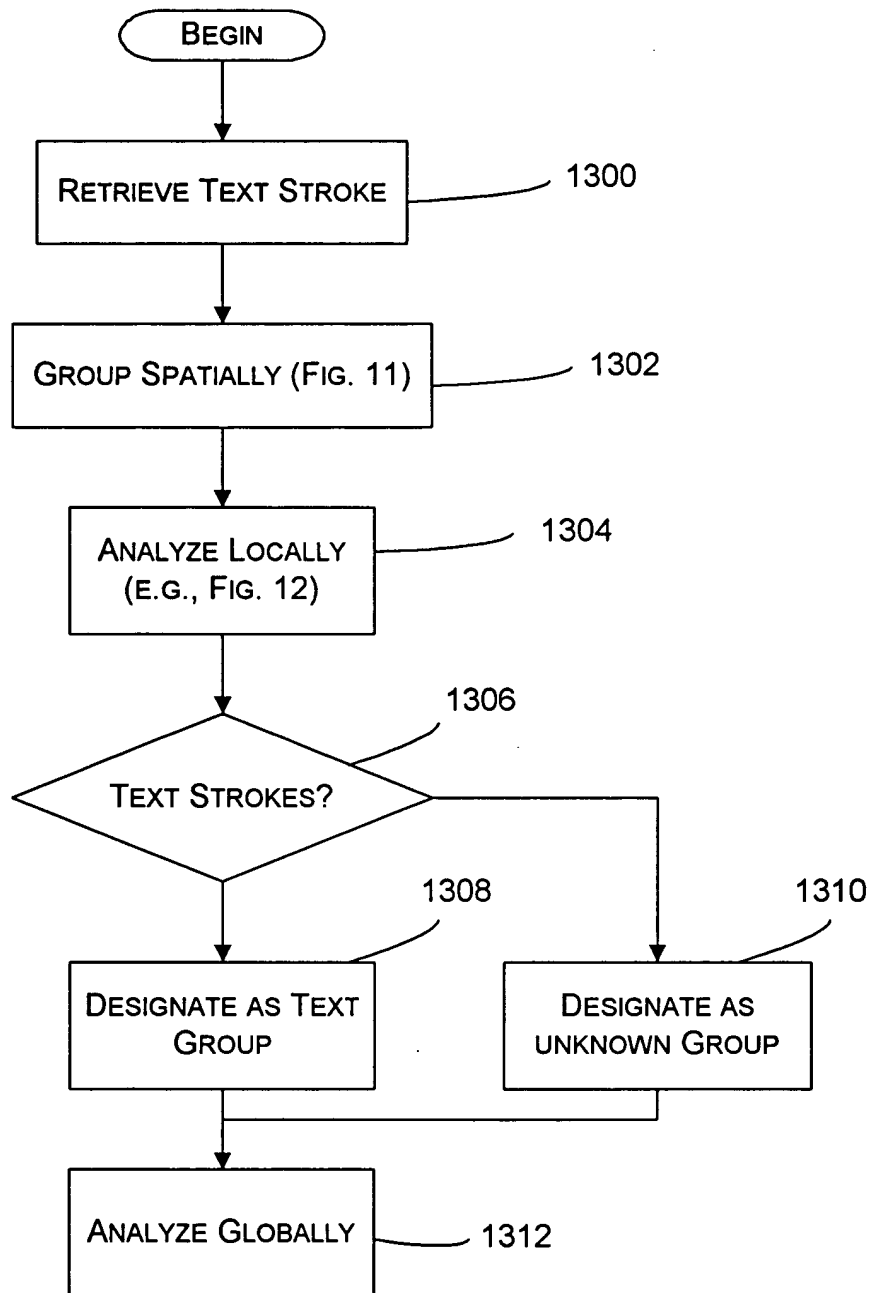 BEGIN
RETRIEVE TEXT STROKE
1300
GROUP SPATIALLY (FIG. 11)
1302
ANALYZE LOCALLY
(E.G., FIG. 12)
1304
1306
TEXT STROKES?
1308
1310
DESIGNATE AS TEXT
GROUP
DESIGNATE AS
UNKNOWN GROUP
ANALYZE GLOBALLY
1312